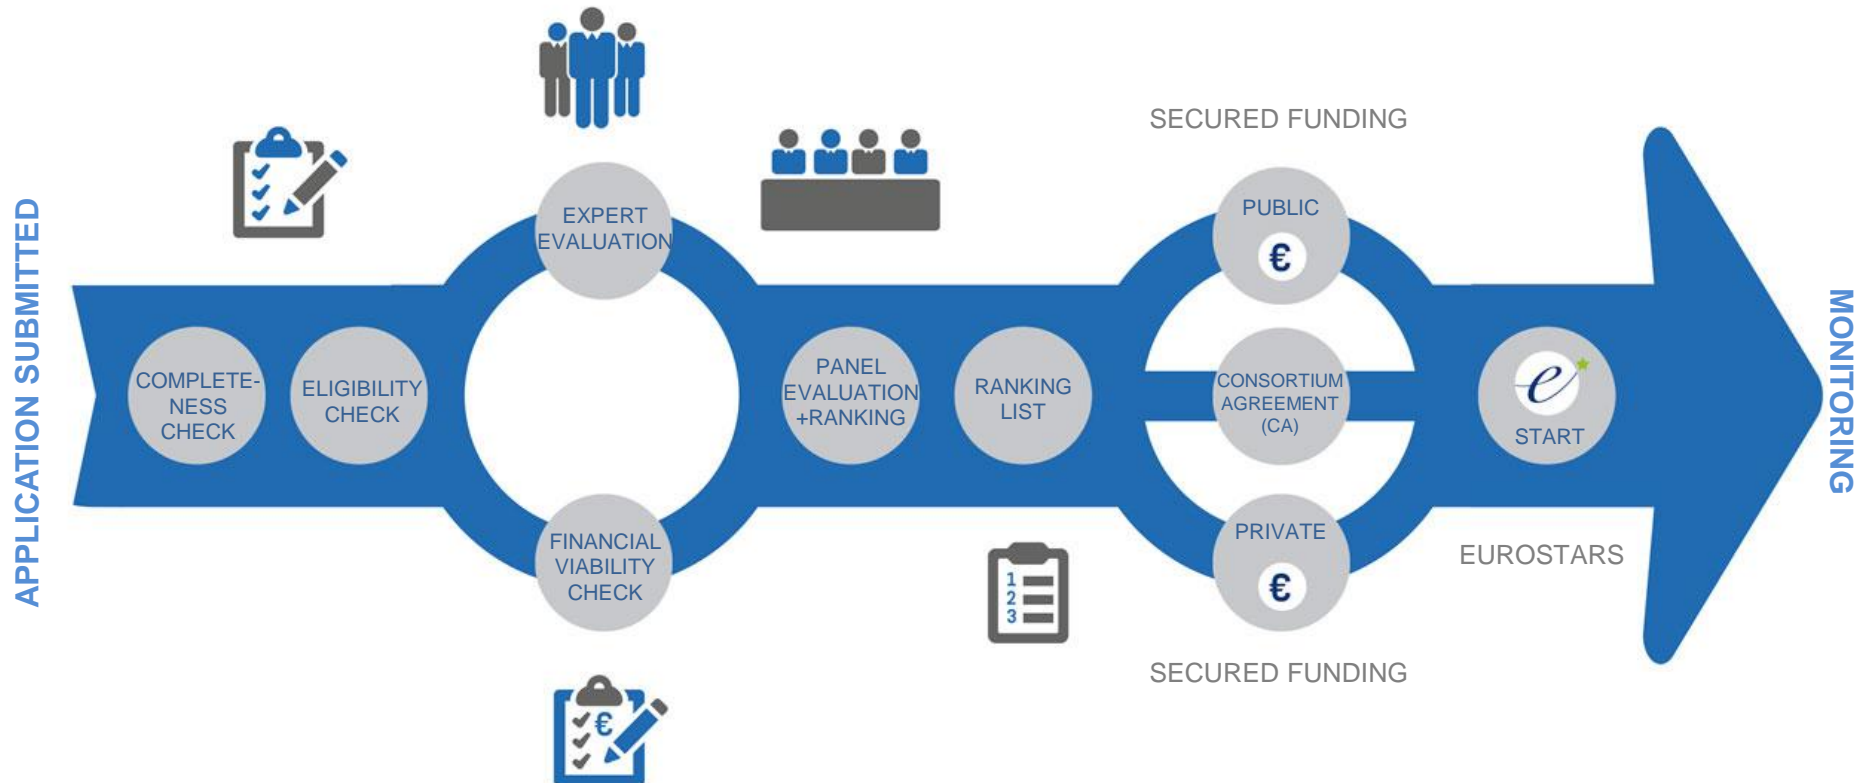 APPLICATION SUBMITTED
COMPLETE-
NESS
CHECK
ELIGIBILITY
CHECK
EXPERT
EVALUATION
FINANCIAL
VIABILITY
CHECK
€
PANEL
EVALUATION
+RANKING
RANKING
LIST
1
2
3
SECURED FUNDING
PUBLIC
€
CONSORTIUM
AGREEMENT
(CA)
PRIVATE
€
SECURED FUNDING
e
START
EUROSTARS
MONITORING